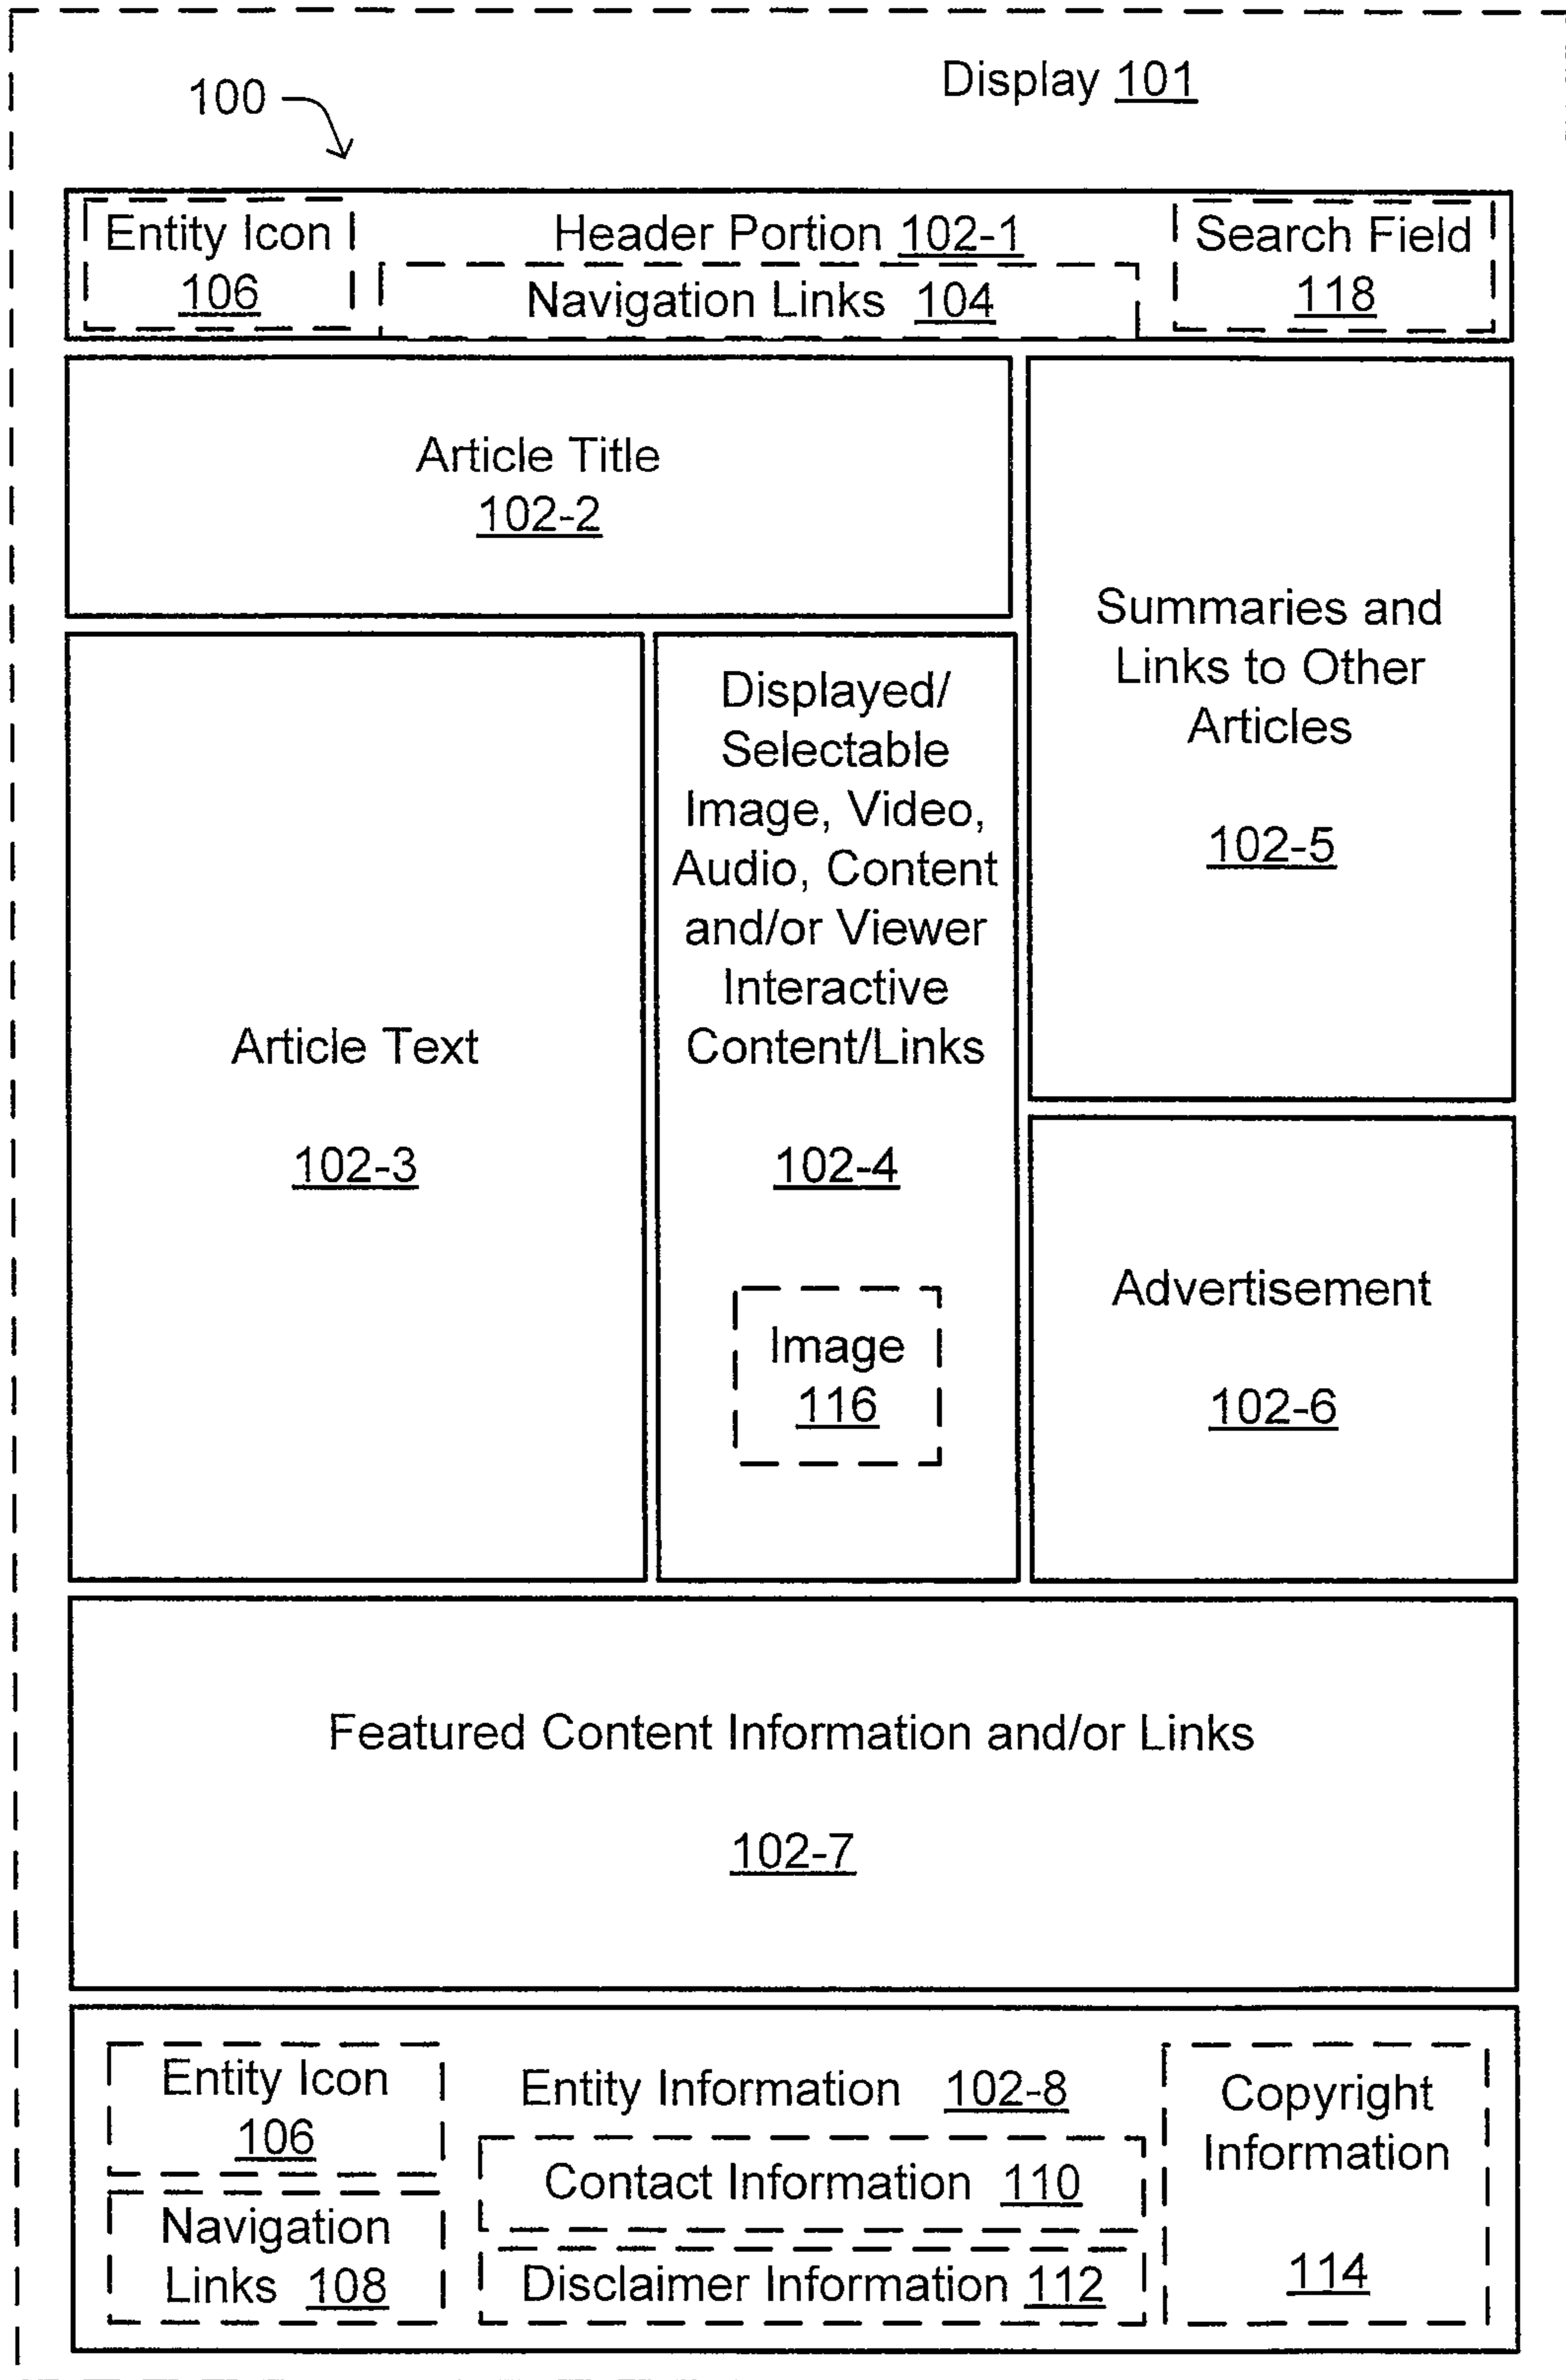 Display 101
100
Entity Icon
106
Header Portion 102-1
Navigation Links 104
Search Field
118
Article Title
102-2
Summaries and
Links to Other
Articles
102-5
Article Text
102-3
Displayed/
Selectable
Image, Video,
Audio, Content
and/or Viewer
Interactive
Content/Links
102-4
Image
116
Advertisement
102-6
Featured Content Information and/or Links
102-7
Entity Icon
106
Navigation
Links 108
Entity Information 102-8
Contact Information 110
Disclaimer Information 112
Copyright
Information
114